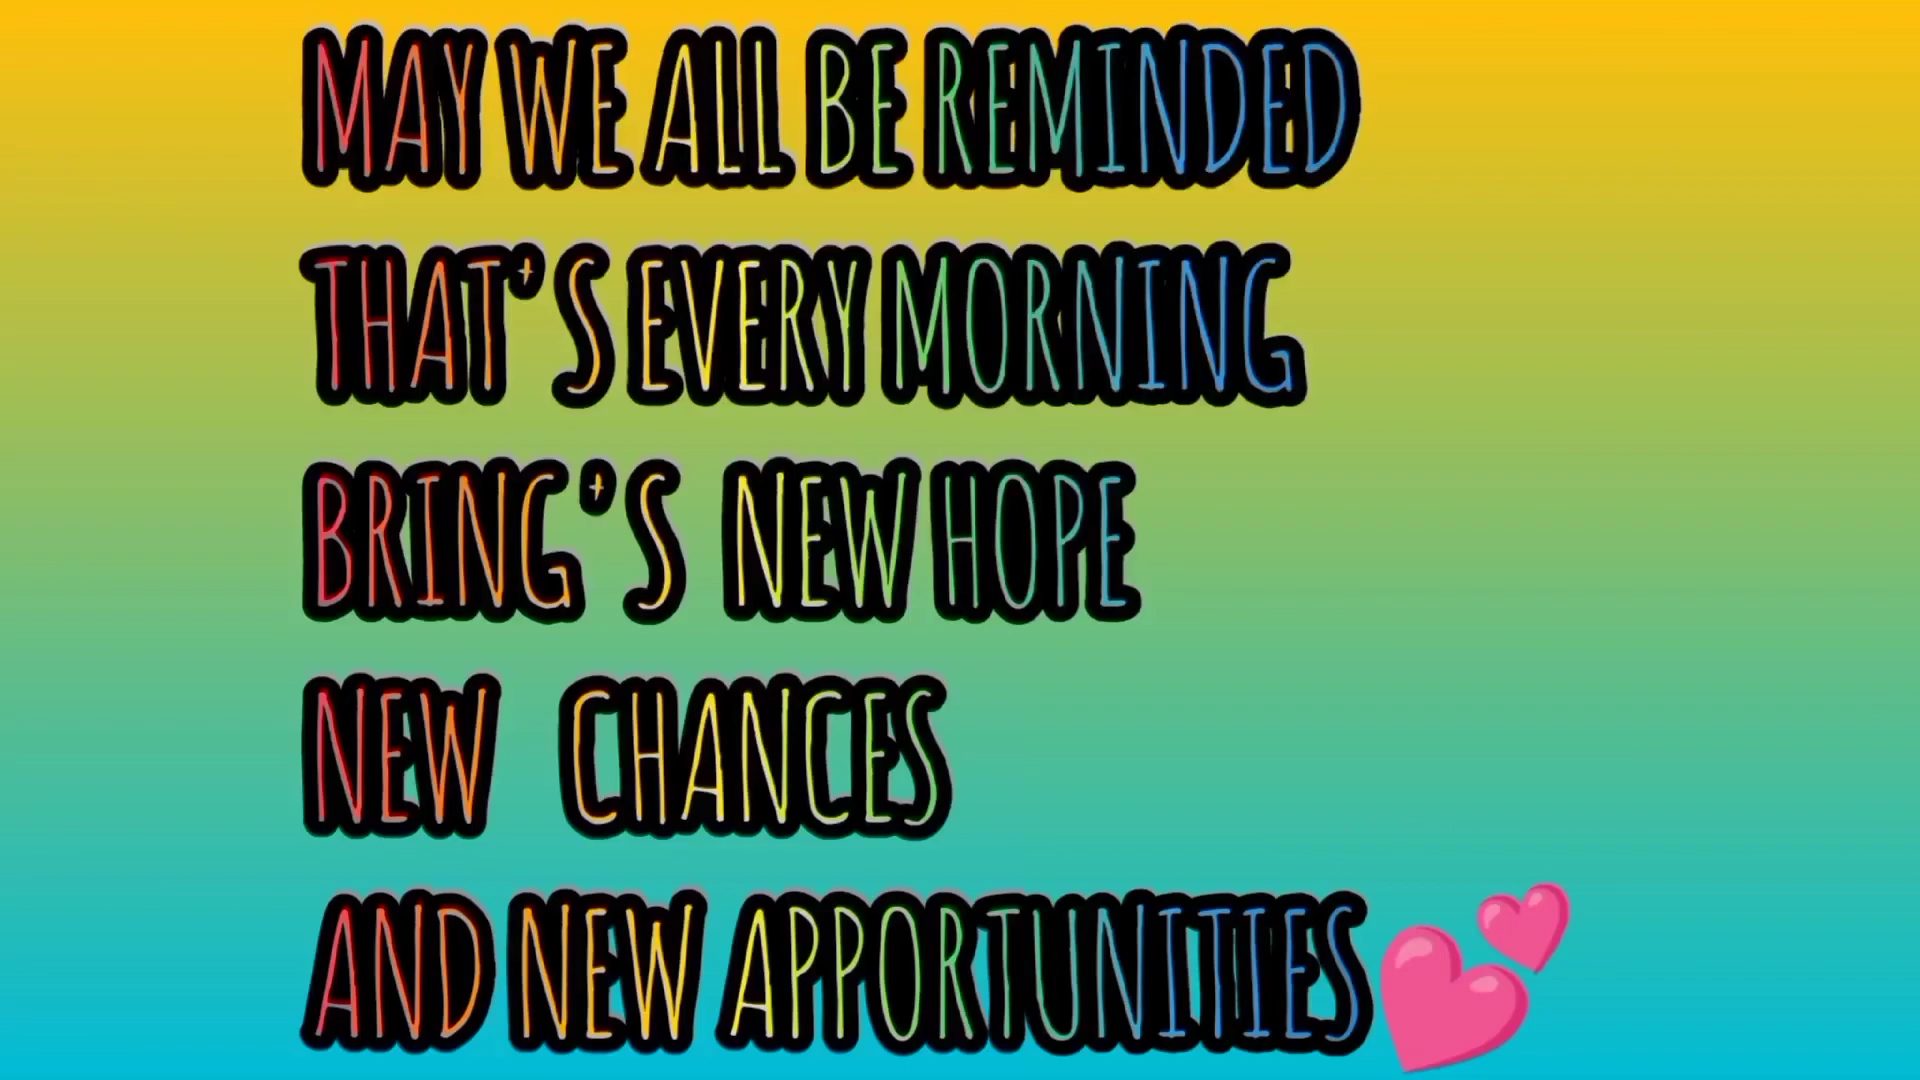 MAY WE ALL BE REMINDED
THAT'S EVERY MORNING
BRING'S NEW HOPE
NEW CHANCES
AND NEW APPORTUNITIES💕